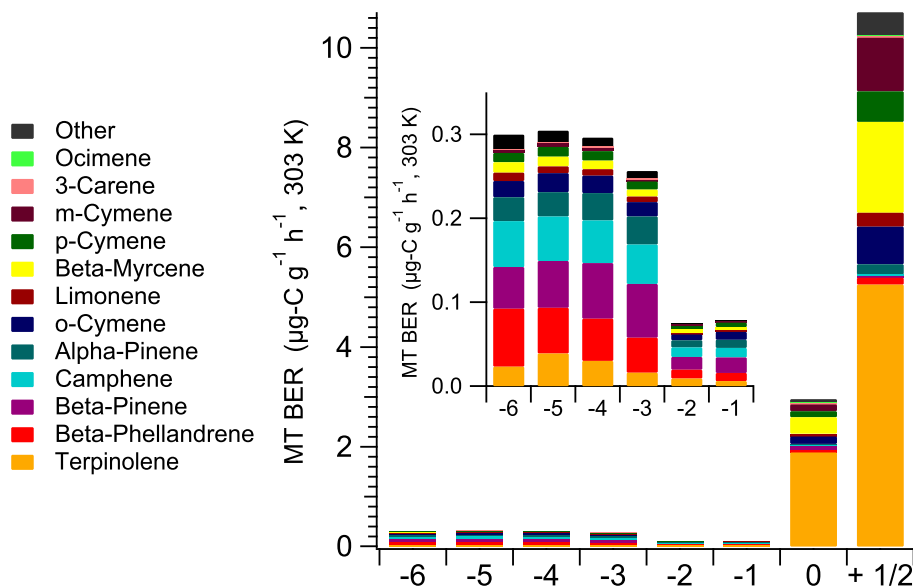 Other
Ocimene
3-Carene
m-Cymene
p-Cymene
Beta-Myrcene
Limonene
o-Cymene
Alpha-Pinene
Camphene
Beta-Pinene
Beta-Phellandrene
Terpinolene
MT BER (µg-C g⁻¹ h⁻¹, 303 K)
10
8
6
4
2
0
-6 -5 -4 -3 -2 -1 0 + 1/2
MT BER (µg-C g⁻¹ h⁻¹, 303 K)
0.3
0.2
0.1
0.0
-6 -5 -4 -3 -2 -1